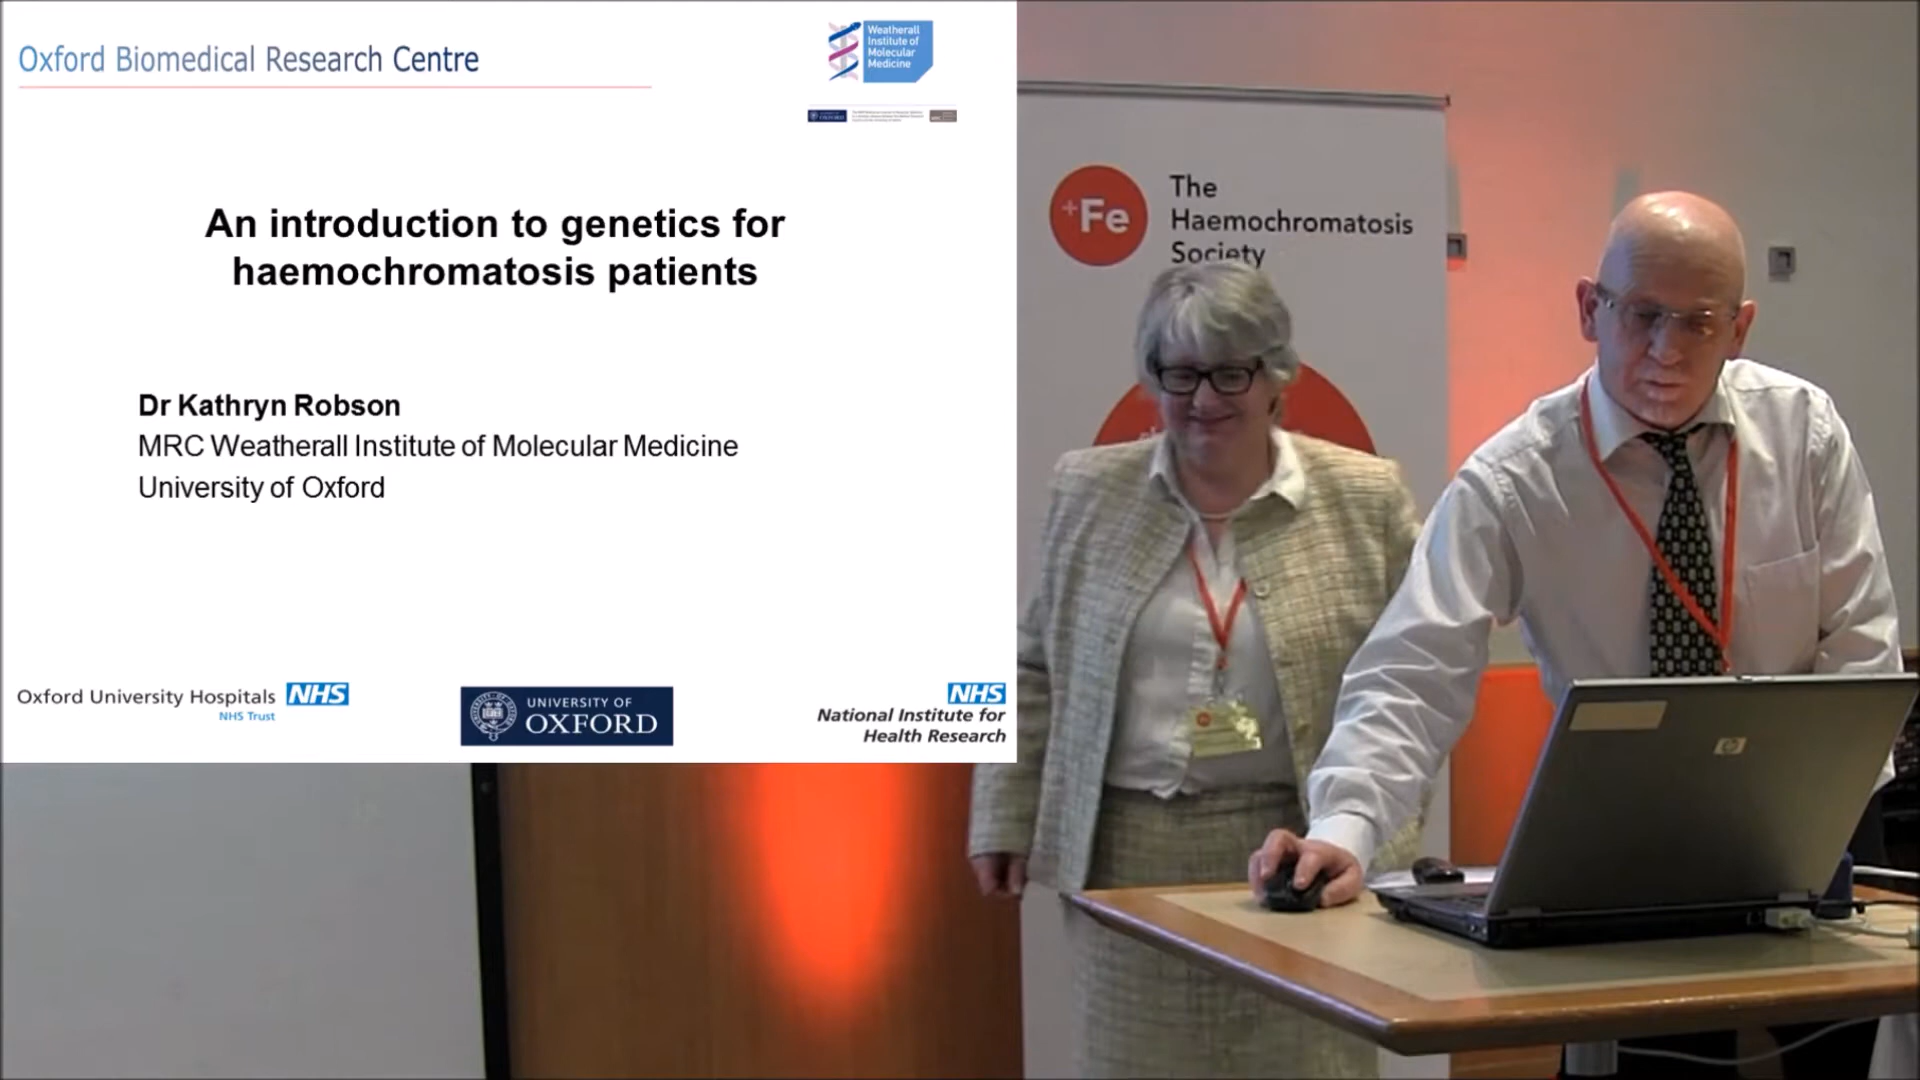 Oxford Biomedical Research Centre
Weatherall
Institute of
Molecular
Medicine
An introduction to genetics for
haemochromatosis patients
Dr Kathryn Robson
MRC Weatherall Institute of Molecular Medicine
University of Oxford
Oxford University Hospitals NHS
NHS Trust
UNIVERSITY OF
OXFORD
NHS
National Institute for
Health Research
+Fe
The
Haemochromatosis
Society
hp